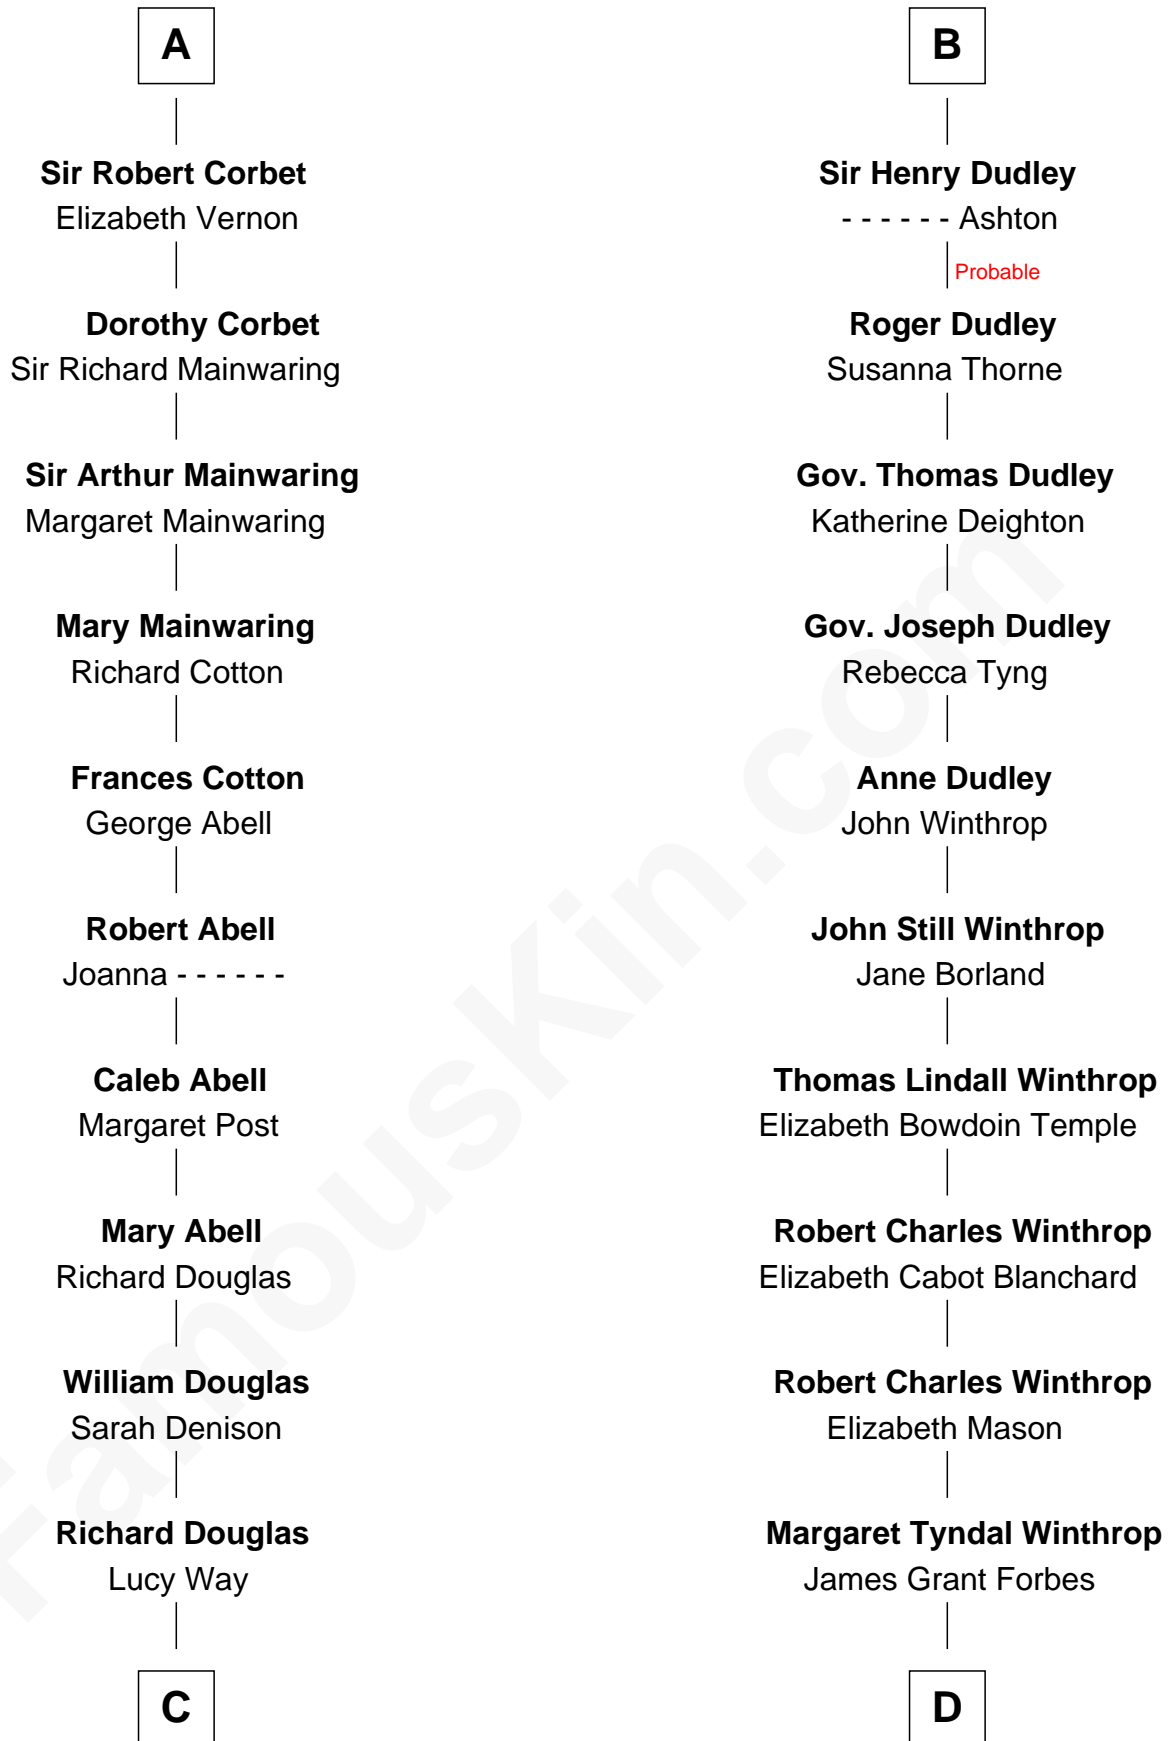 A
Sir Robert Corbet
Elizabeth Vernon
Dorothy Corbet
Sir Richard Mainwaring
Sir Arthur Mainwaring
Margaret Mainwaring
Mary Mainwaring
Richard Cotton
Frances Cotton
George Abell
Robert Abell
Joanna - - - - - -
Caleb Abell
Margaret Post
Mary Abell
Richard Douglas
William Douglas
Sarah Denison
Richard Douglas
Lucy Way
C
B
Sir Henry Dudley
- - - - - - Ashton
Probable
Roger Dudley
Susanna Thorne
Gov. Thomas Dudley
Katherine Deighton
Gov. Joseph Dudley
Rebecca Tyng
Anne Dudley
John Winthrop
John Still Winthrop
Jane Borland
Thomas Lindall Winthrop
Elizabeth Bowdoin Temple
Robert Charles Winthrop
Elizabeth Cabot Blanchard
Robert Charles Winthrop
Elizabeth Mason
Margaret Tyndal Winthrop
James Grant Forbes
D
FamousKin.com